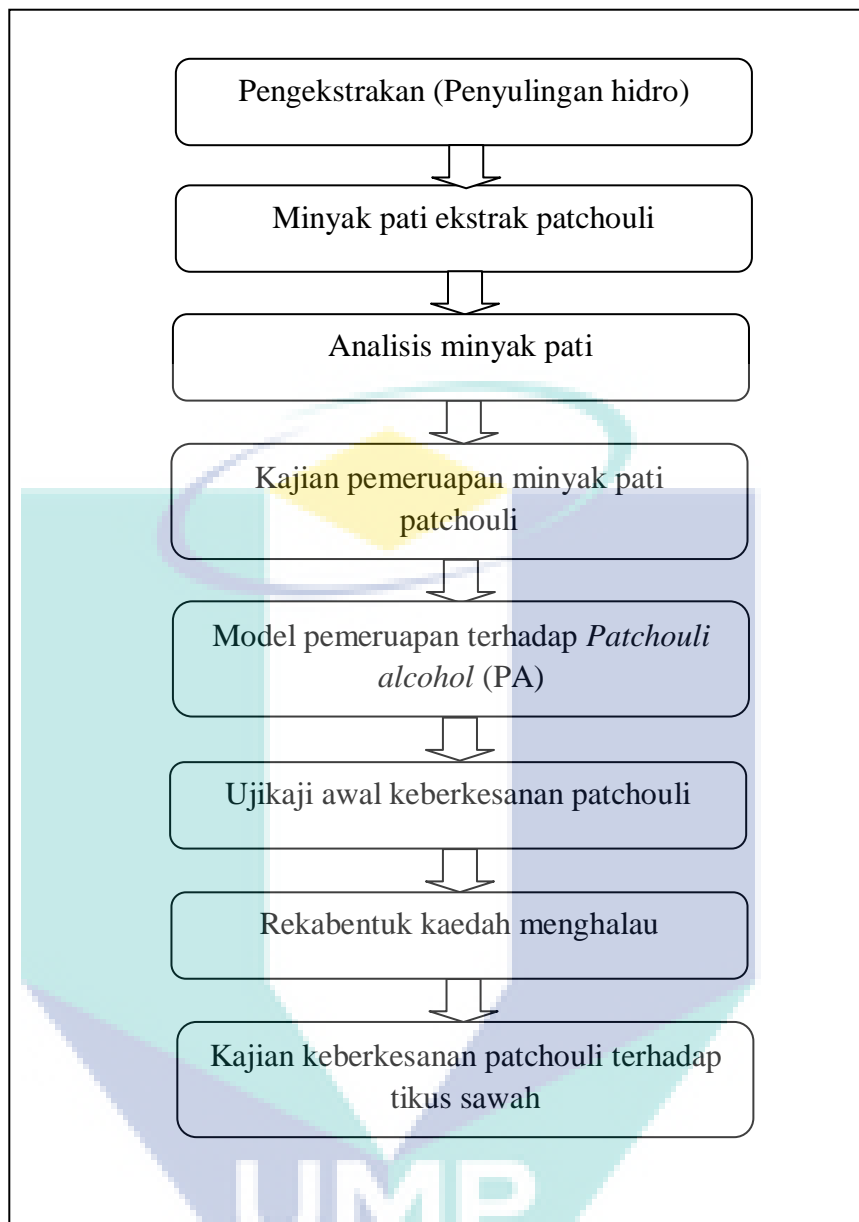 Pengekstrakan (Penyulingan hidro)
Minyak pati ekstrak patchouli
Analisis minyak pati
Kajian pemeruapan minyak pati
patchouli
Model pemeruapan terhadap Patchouli
alcohol (PA)
Ujikaji awal keberkesanan patchouli
Rekabentuk kaedah menghalau
Kajian keberkesanan patchouli terhadap
tikus sawah
UMP